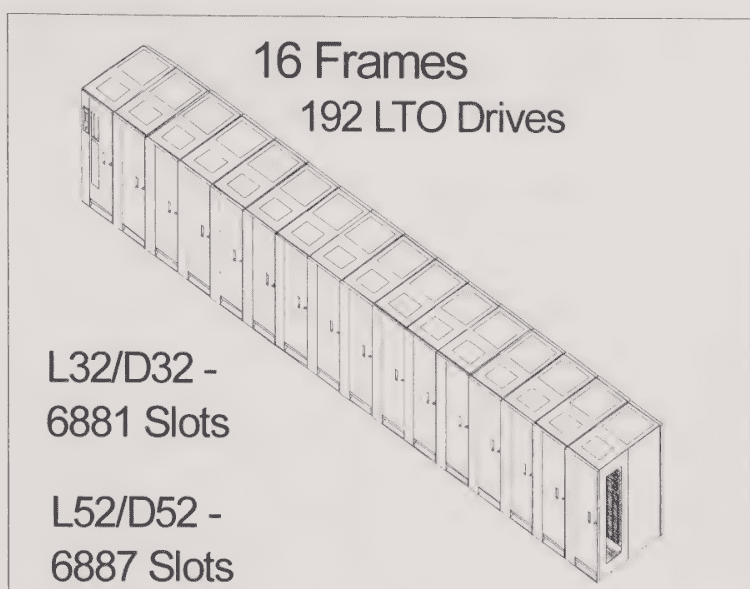 16 Frames
192 LTO Drives
L32/D32 -
6881 Slots
L52/D52 -
6887 Slots